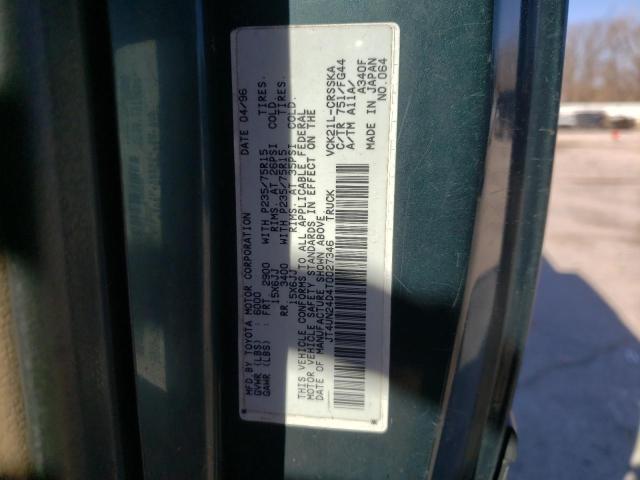 MFD BY TOYOTA MOTOR CORPORATION DATE 04/96
GVWR (LBS) : 6000
GAWR (LBS) : FRT 2900 WITH P235/75R15 TIRES.
15X6JJ RIMS. AT 26PSI COLD.
RR 3400 WITH P235/75R15 TIRES.
15X6JJ RIMS. AT 35PSI COLD.
THIS VEHICLE CONFORMS TO ALL APPLICABLE FEDERAL
MOTOR VEHICLE SAFETY STANDARDS IN EFFECT ON THE
DATE OF MANUFACTURE SHOWN ABOVE.
JT4UN24D4T0027346 TRUCK
VCK21L-CRSSKA
C/TR 751/FG44
A/TM A11A/
A340F
MADE IN JAPAN
NO.064